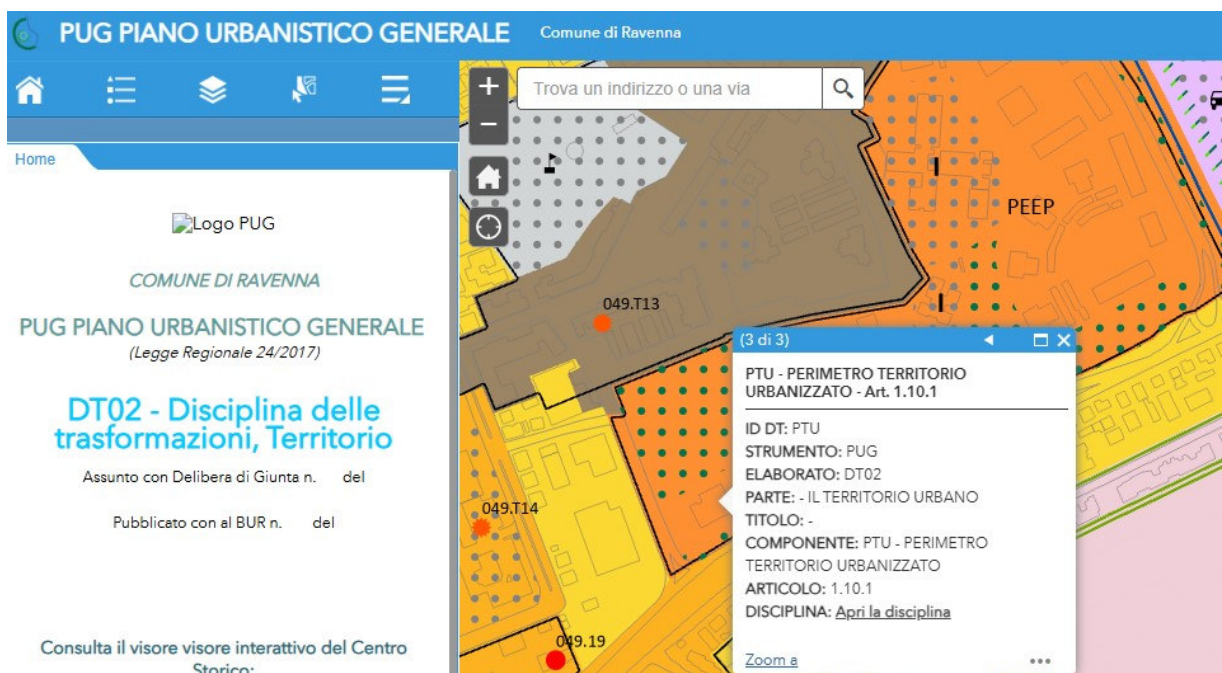 PUG PIANO URBANISTICO GENERALE
Comune di Ravenna
Home
Logo PUG
COMUNE DI RAVENNA
PUG PIANO URBANISTICO GENERALE
(Legge Regionale 24/2017)
DT02 - Disciplina delle
trasformazioni, Territorio
Assunto con Delibera di Giunta n. del
Pubblicato con al BUR n. del
Consulta il visore visore interattivo del Centro
Storico:
+
Trova un indirizzo o una via
−
PEEP
049.T13
049.T14
049.19
(3 di 3)
PTU - PERIMETRO TERRITORIO
URBANIZZATO - Art. 1.10.1
ID DT: PTU
STRUMENTO: PUG
ELABORATO: DT02
PARTE: - IL TERRITORIO URBANO
TITOLO: -
COMPONENTE: PTU - PERIMETRO
TERRITORIO URBANIZZATO
ARTICOLO: 1.10.1
DISCIPLINA: Apri la disciplina
Zoom a